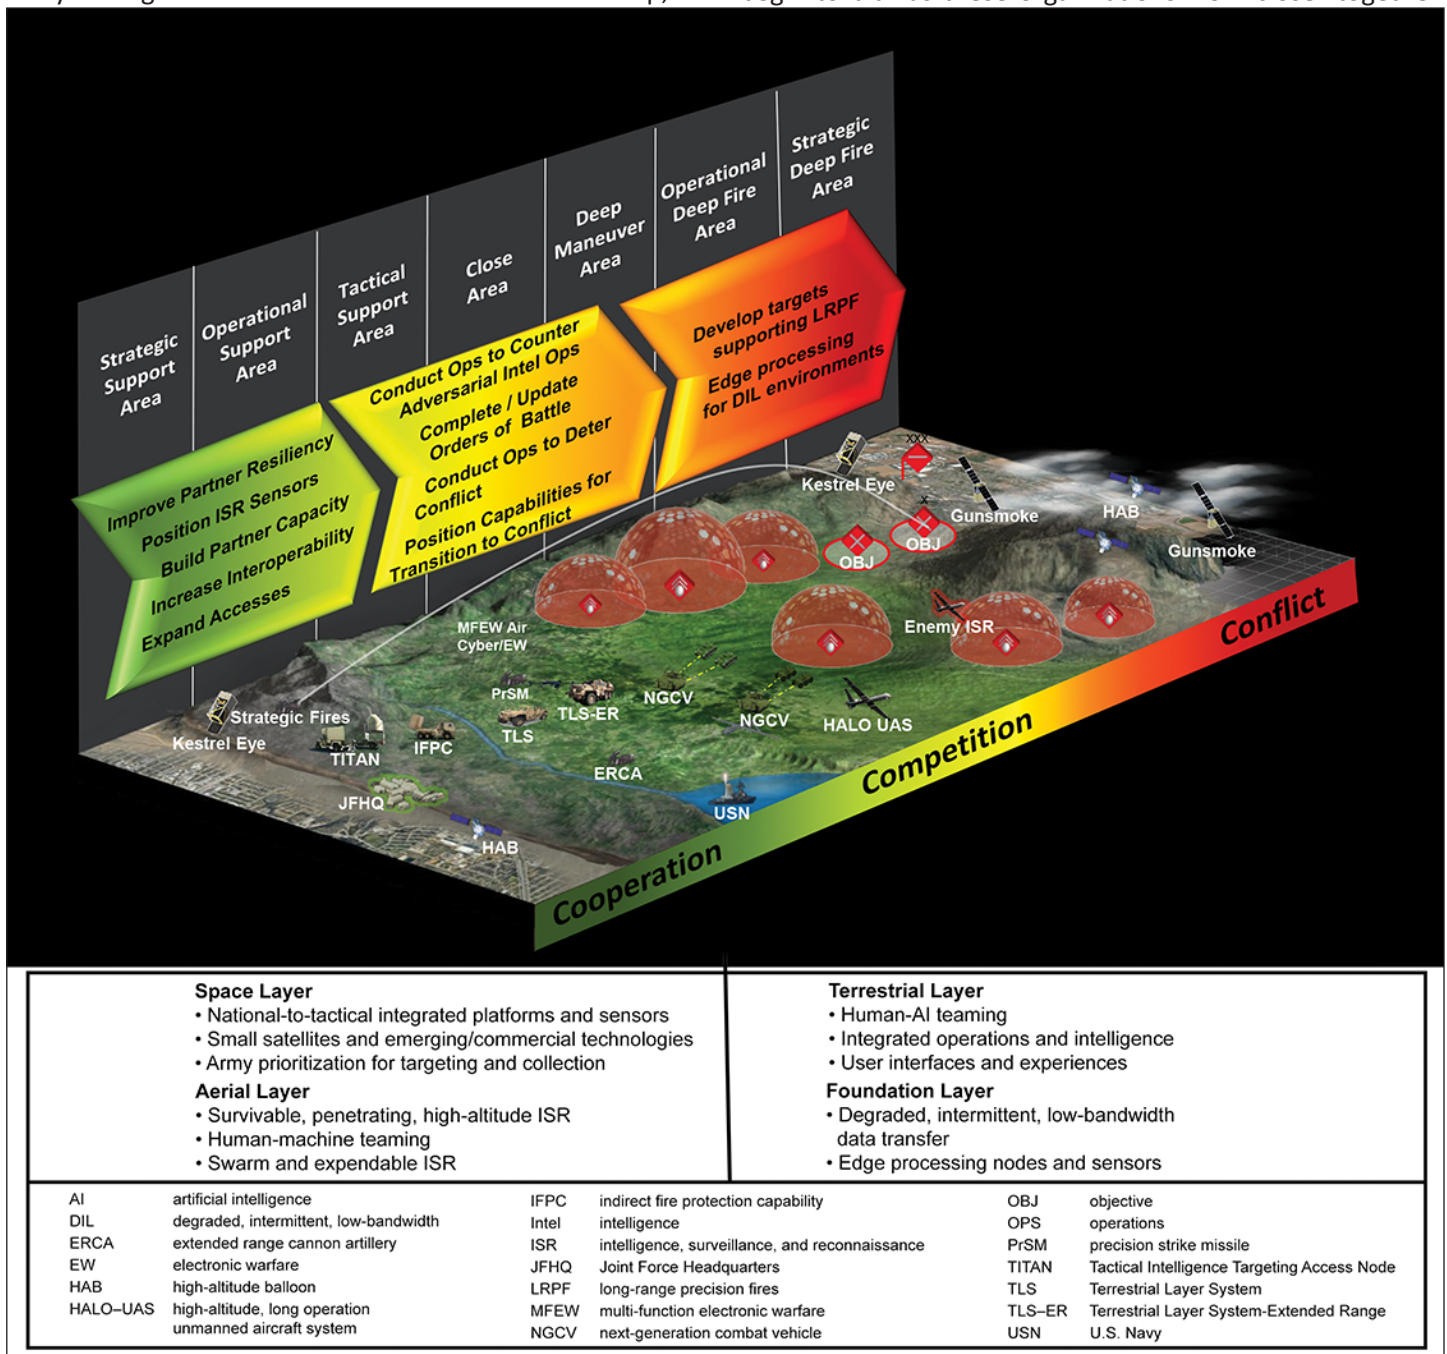 Strategic
Support
Area
Operational
Support
Area
Tactical
Support
Area
Close
Area
Deep
Maneuver
Area
Operational
Deep Fire
Area
Strategic
Deep Fire
Area
Improve Partner Resiliency
Position ISR Sensors
Build Partner Capacity
Increase Interoperability
Expand Accesses
Conduct Ops to Counter
Adversarial Intel Ops
Complete / Update
Orders of Battle
Conduct Ops to Deter
Conflict
Position Capabilities for
Transition to Conflict
Develop targets
supporting LRPF
Edge processing
for DIL environments
XXX
Kestrel Eye
X
Gunsmoke
HAB
Gunsmoke
OBJ
OBJ
Enemy ISR
MFEW Air
Cyber/EW
PrSM
TLS-ER
TLS
NGCV
NGCV
HALO UAS
Strategic Fires
Kestrel Eye
TITAN
IFPC
ERCA
JFHQ
USN
HAB
Cooperation
Competition
Conflict
Space Layer
• National-to-tactical integrated platforms and sensors
• Small satellites and emerging/commercial technologies
• Army prioritization for targeting and collection
Aerial Layer
• Survivable, penetrating, high-altitude ISR
• Human-machine teaming
• Swarm and expendable ISR
Terrestrial Layer
• Human-AI teaming
• Integrated operations and intelligence
• User interfaces and experiences
Foundation Layer
• Degraded, intermittent, low-bandwidth
data transfer
• Edge processing nodes and sensors
AI artificial intelligence
DIL degraded, intermittent, low-bandwidth
ERCA extended range cannon artillery
EW electronic warfare
HAB high-altitude balloon
HALO–UAS high-altitude, long operation
unmanned aircraft system
IFPC indirect fire protection capability
Intel intelligence
ISR intelligence, surveillance, and reconnaissance
JFHQ Joint Force Headquarters
LRPF long-range precision fires
MFEW multi-function electronic warfare
NGCV next-generation combat vehicle
OBJ objective
OPS operations
PrSM precision strike missile
TITAN Tactical Intelligence Targeting Access Node
TLS Terrestrial Layer System
TLS–ER Terrestrial Layer System-Extended Range
USN U.S. Navy